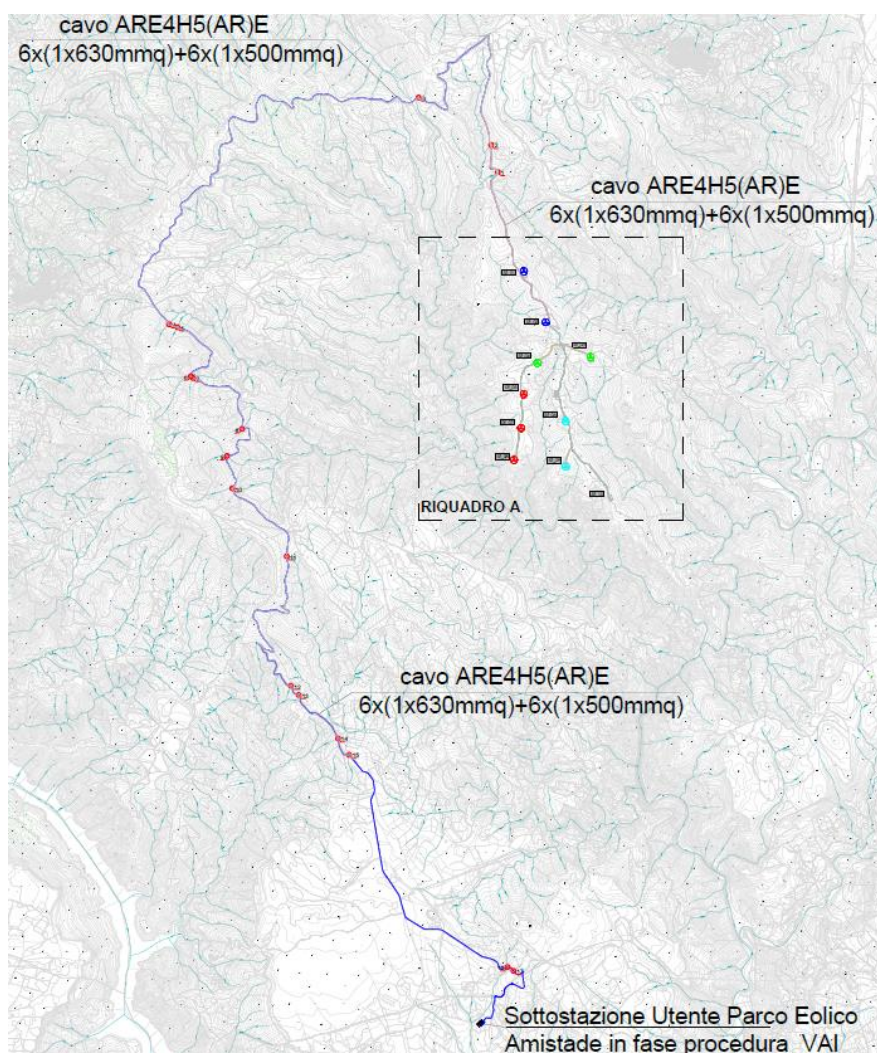 cavo ARE4H5(AR)E
6x(1x630mmq)+6x(1x500mmq)
cavo ARE4H5(AR)E
6x(1x630mmq)+6x(1x500mmq)
RIQUADRO A
cavo ARE4H5(AR)E
6x(1x630mmq)+6x(1x500mmq)
Sottostazione Utente Parco Eolico
Amistade in fase procedura VAI